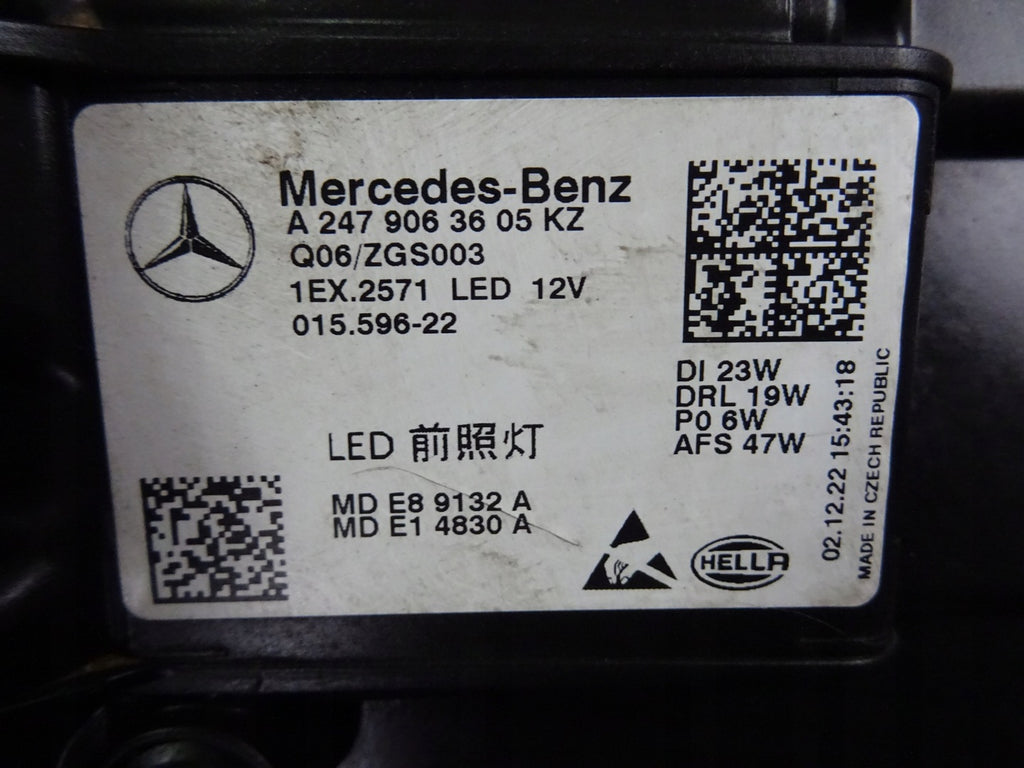 Mercedes-Benz
A 247 906 36 05 KZ
Q06/ZGS003
1EX.2571 LED 12V
015.596-22
DI 23W
DRL 19W
P0 6W
AFS 47W
LED 前照灯
MD E8 9132 A
MD E1 4830 A
HELLA
02.12.22 15:43:18
MADE IN CZECH REPUBLIC